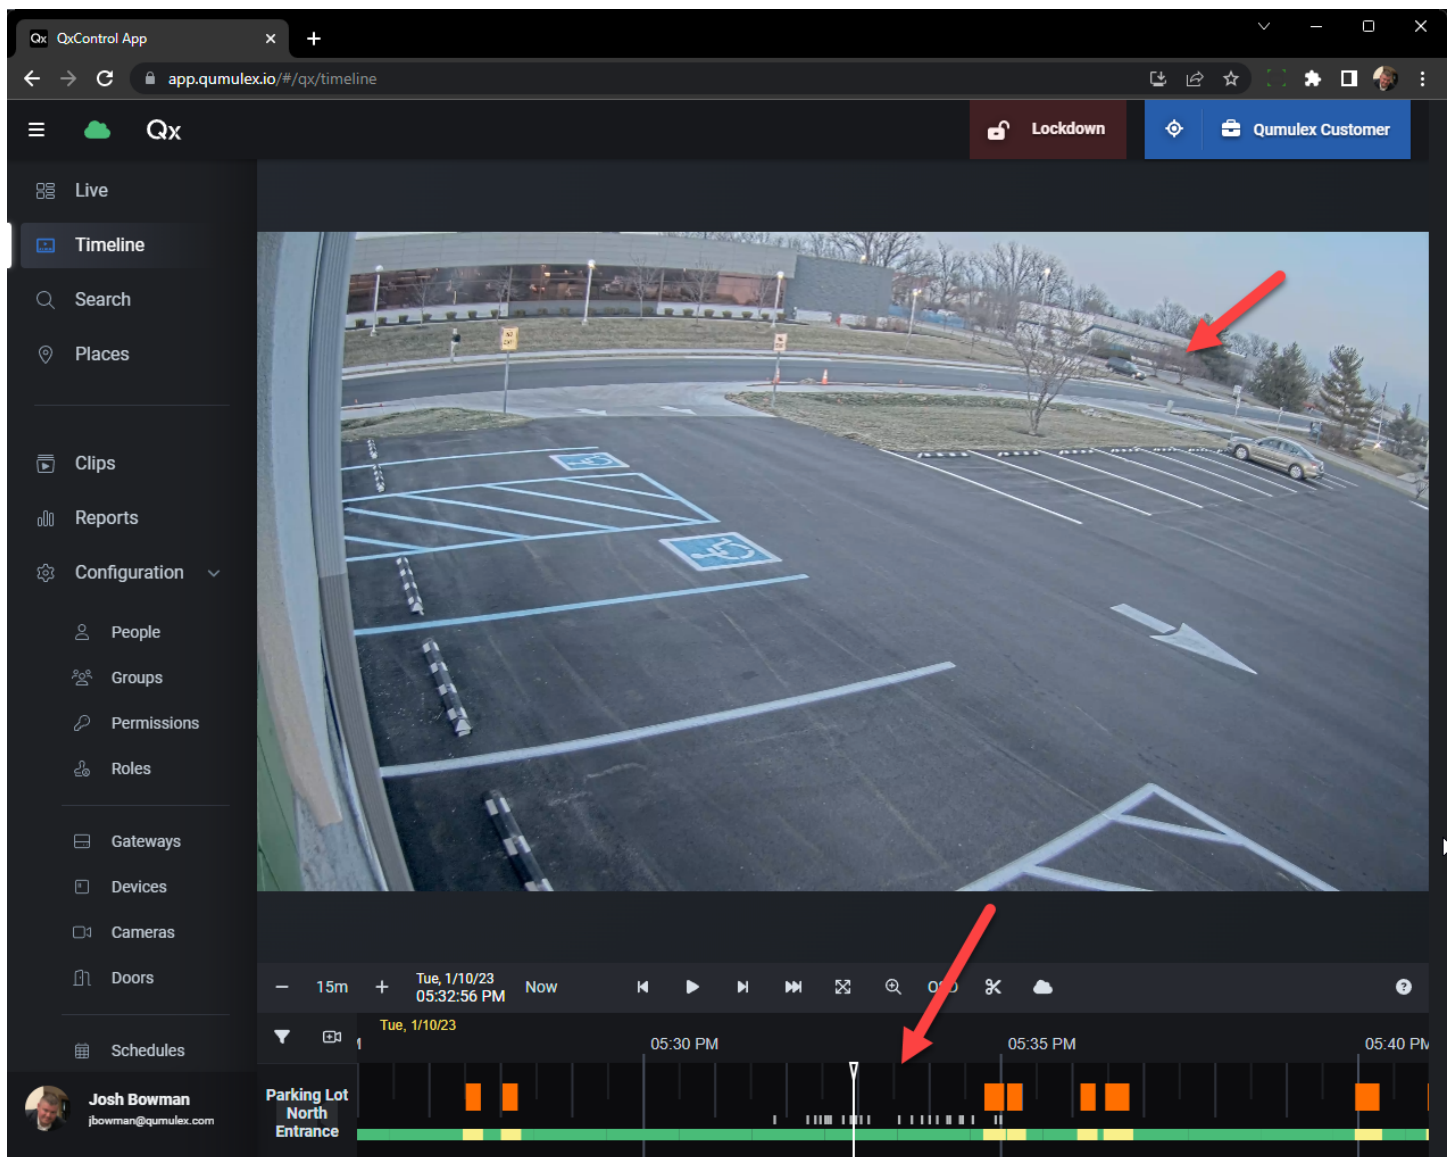 Qx QxControl App
app.qumulex.io/#/qx/timeline
Qx
Lockdown
Qumulex Customer
Live
Timeline
Search
Places
Clips
Reports
Configuration
People
Groups
Permissions
Roles
Gateways
Devices
Cameras
Doors
Schedules
Josh Bowman
jbowman@qumulex.com
15m
Tue, 1/10/23
05:32:56 PM
Now
Tue, 1/10/23
05:30 PM
05:35 PM
05:40 PM
Parking Lot
North
Entrance